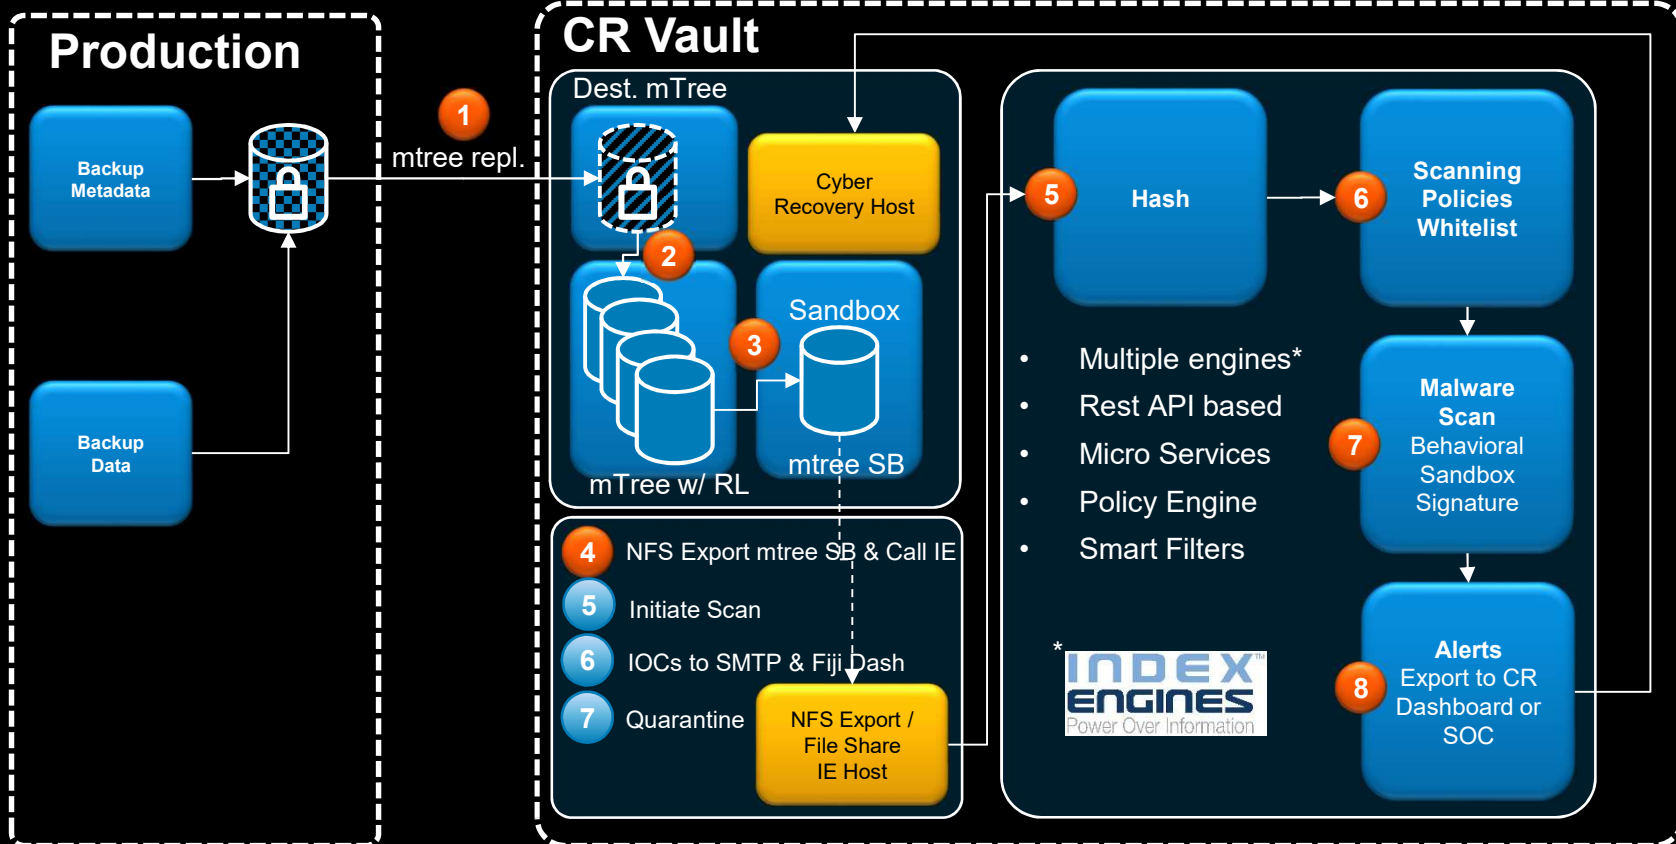 Production
Backup
Metadata
Backup
Data
1
mtree repl.
CR Vault
Dest. mTree
Cyber
Recovery Host
2
3
Sandbox
mtree SB
mTree w/ RL
4 NFS Export mtree SB & Call IE
5 Initiate Scan
6 IOCs to SMTP & Fiji Dash
7 Quarantine
NFS Export /
File Share
IE Host
5
Hash
6
Scanning
Policies
Whitelist
• Multiple engines*
• Rest API based
• Micro Services
• Policy Engine
• Smart Filters
7
Malware
Scan
Behavioral
Sandbox
Signature
8
Alerts
Export to CR
Dashboard or
SOC
*
INDEX™
ENGINES
Power Over Information